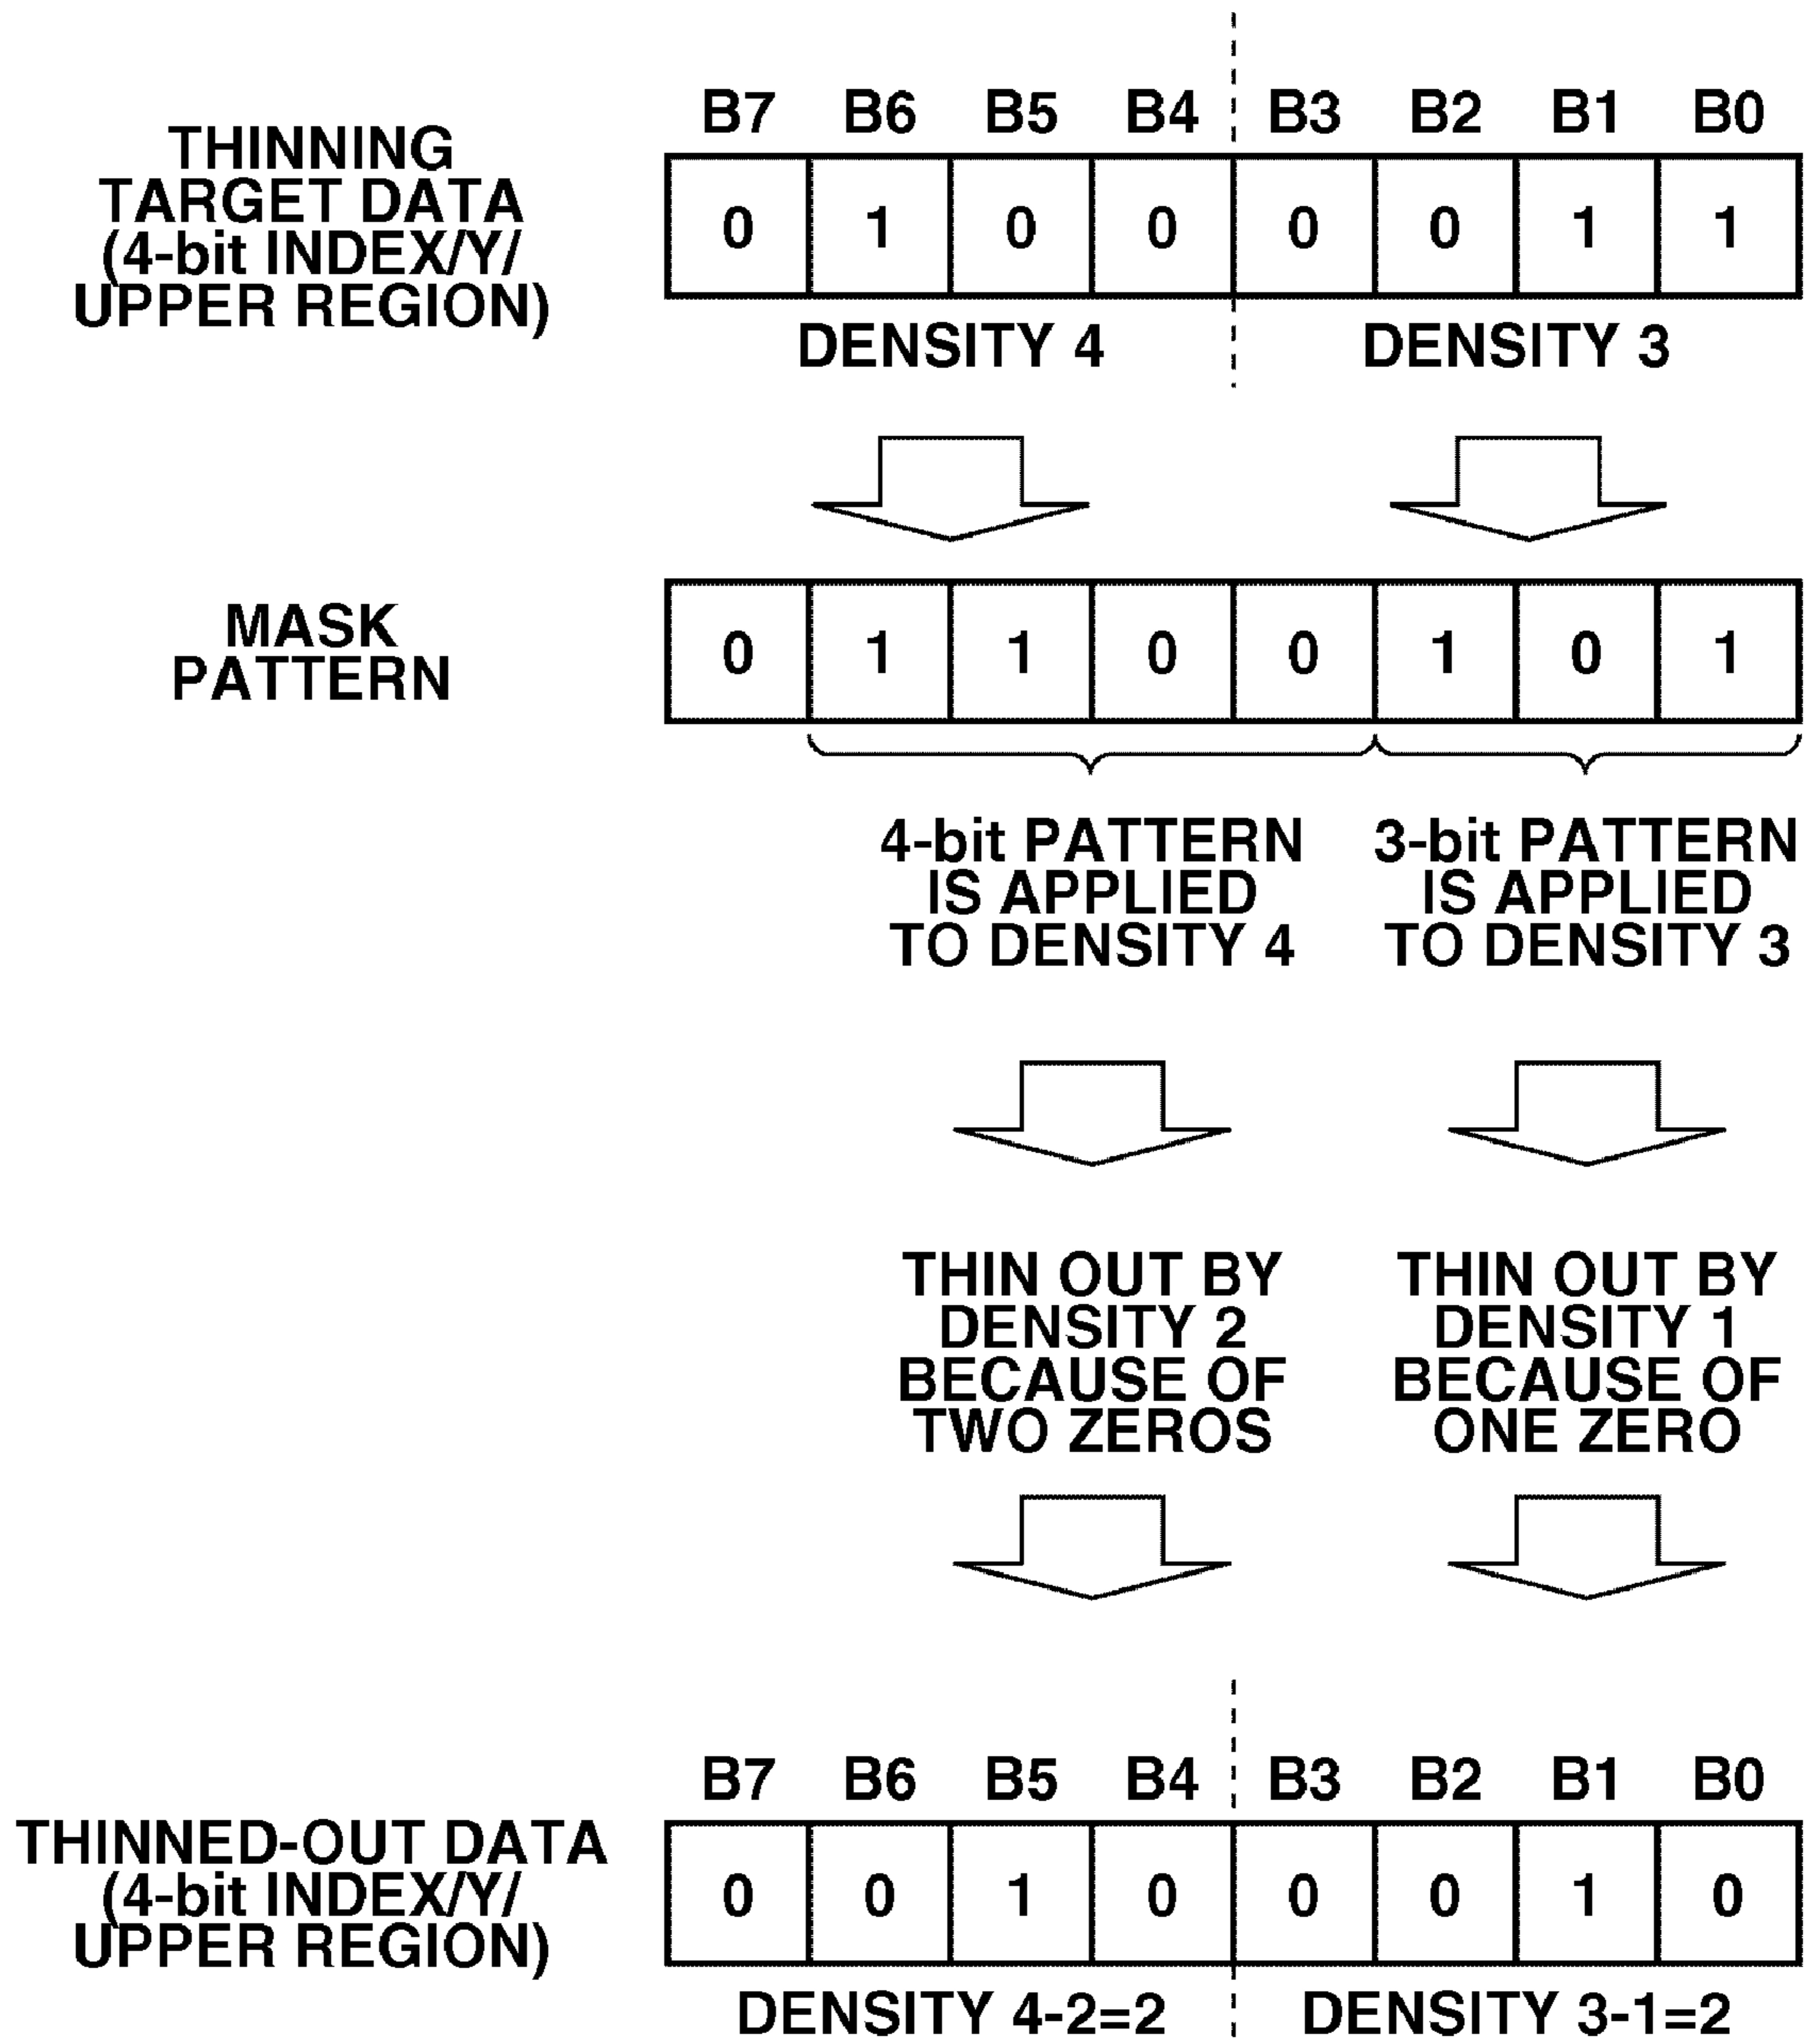 B7 B6 B5 B4 B3 B2 B1 B0
THINNING
TARGET DATA
(4-bit INDEX/Y/
UPPER REGION)
0 1 0 0 0 0 1 1
DENSITY 4 DENSITY 3
MASK
PATTERN
0 1 1 0 0 1 0 1
4-bit PATTERN
IS APPLIED
TO DENSITY 4
3-bit PATTERN
IS APPLIED
TO DENSITY 3
THIN OUT BY
DENSITY 2
BECAUSE OF
TWO ZEROS
THIN OUT BY
DENSITY 1
BECAUSE OF
ONE ZERO
B7 B6 B5 B4 B3 B2 B1 B0
THINNED-OUT DATA
(4-bit INDEX/Y/
UPPER REGION)
0 0 1 0 0 0 1 0
DENSITY 4-2=2 DENSITY 3-1=2